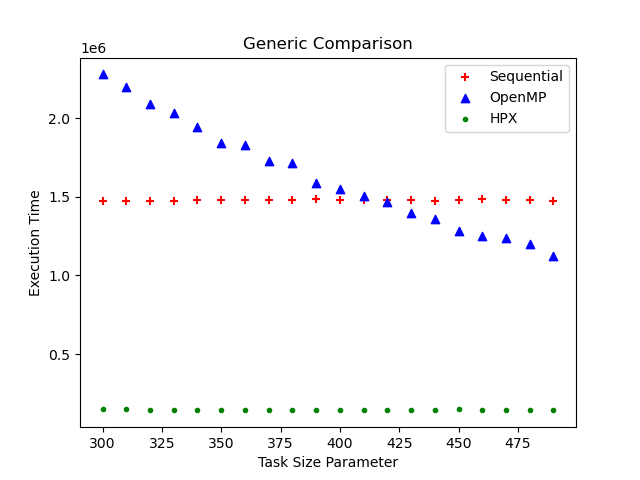 Generic Comparison
1e6
Sequential
OpenMP
HPX
2.0
1.5
1.0
0.5
Execution Time
300 325 350 375 400 425 450 475
Task Size Parameter